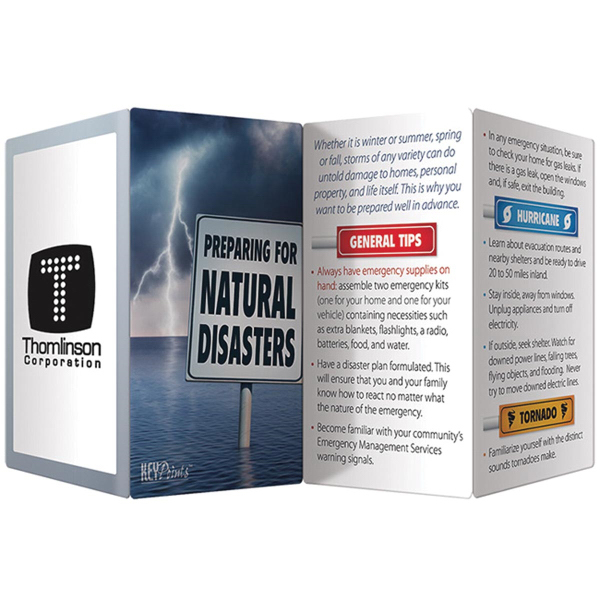 T
Thomlinson
Corporation
PREPARING FOR
NATURAL
DISASTERS
KEYPrints™
Whether it is winter or summer, spring
or fall, storms of any variety can do
untold damage to homes, personal
property, and life itself. This is why you
want to be prepared well in advance.
GENERAL TIPS
• Always have emergency supplies on
hand: assemble two emergency kits
(one for your home and one for your
vehicle) containing necessities such
as extra blankets, flashlights, a radio,
batteries, food, and water.
• Have a disaster plan formulated. This
will ensure that you and your family
know how to react no matter what
the nature of the emergency.
• Become familiar with your community's
Emergency Management Services
warning signals.
• In any emergency situation, be sure
to check your home for gas leaks. If
there is a gas leak, open the windows
and, if safe, exit the building.
HURRICANE
• Learn about evacuation routes and
nearby shelters and be ready to drive
20 to 50 miles inland.
• Stay inside, away from windows.
Unplug appliances and turn off
electricity.
• If outside, seek shelter. Watch for
downed power lines, falling trees,
flying objects, and flooding. Never
try to move downed electric lines.
TORNADO
• Familiarize yourself with the distinct
sounds tornadoes make.